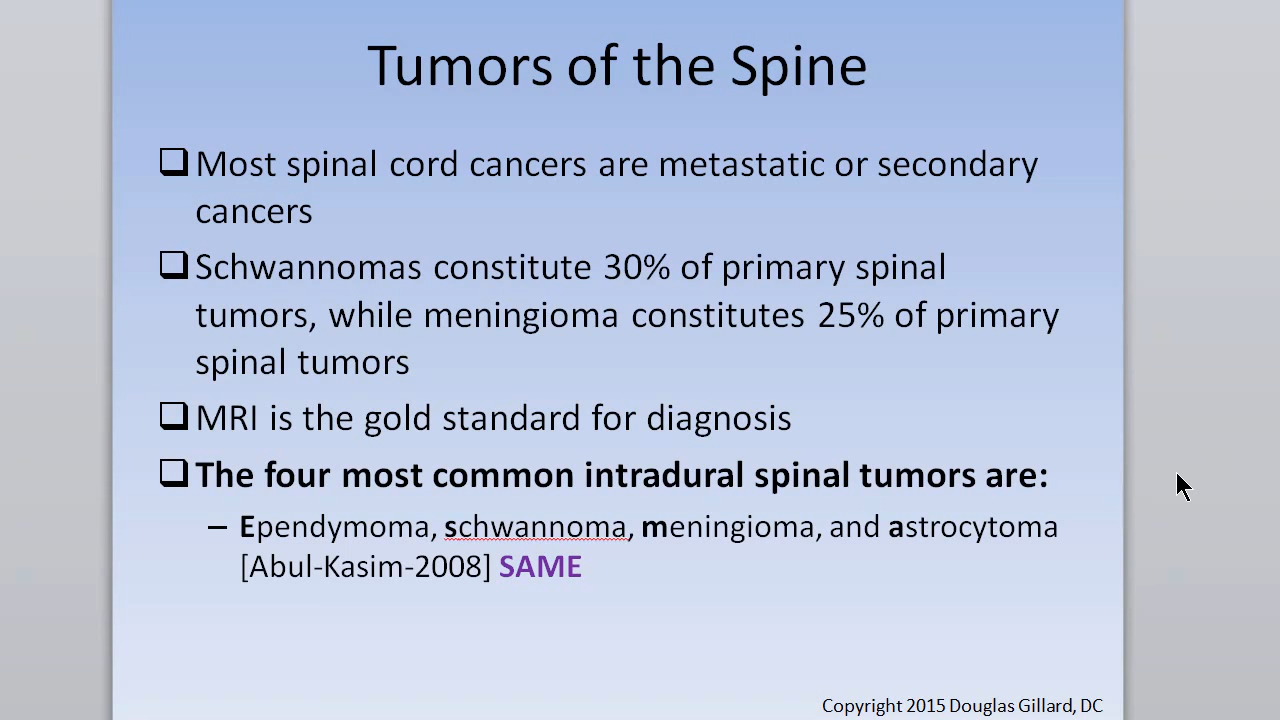 Tumors of the Spine
Most spinal cord cancers are metastatic or secondary
cancers
Schwannomas constitute 30% of primary spinal
tumors, while meningioma constitutes 25% of primary
spinal tumors
MRI is the gold standard for diagnosis
The four most common intradural spinal tumors are:
– Ependymoma, schwannoma, meningioma, and astrocytoma
[Abul-Kasim-2008] SAME
Copyright 2015 Douglas Gillard, DC